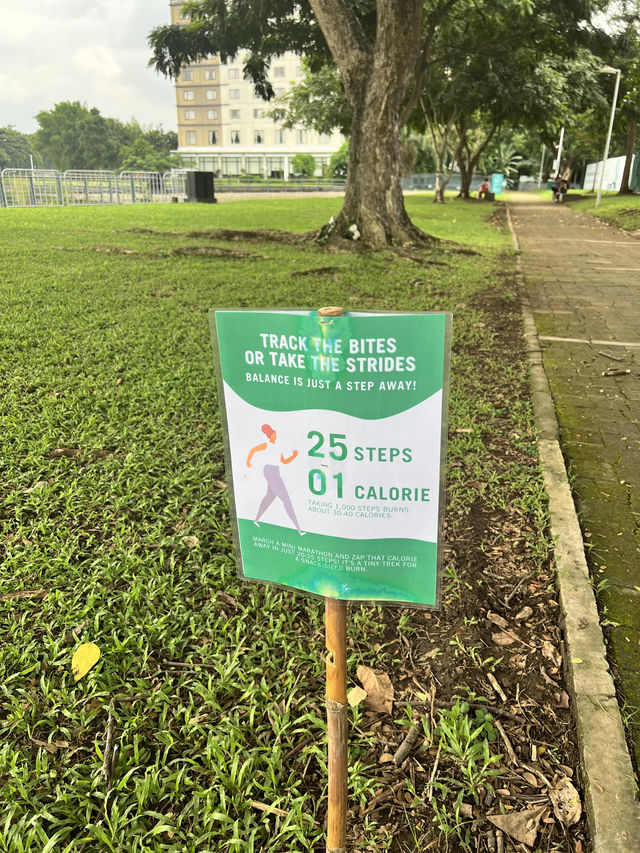 TRACK THE BITES
OR TAKE THE STRIDES
BALANCE IS JUST A STEP AWAY!
25 STEPS
01 CALORIE
TAKING 1,000 STEPS BURNS
ABOUT 30-40 CALORIES.
MARCH A MINI MARATHON AND ZAP THAT CALORIE
AWAY IN JUST 20-25 STEPS! IT'S A TINY TREK FOR
A SNACK-SIZED BURN.